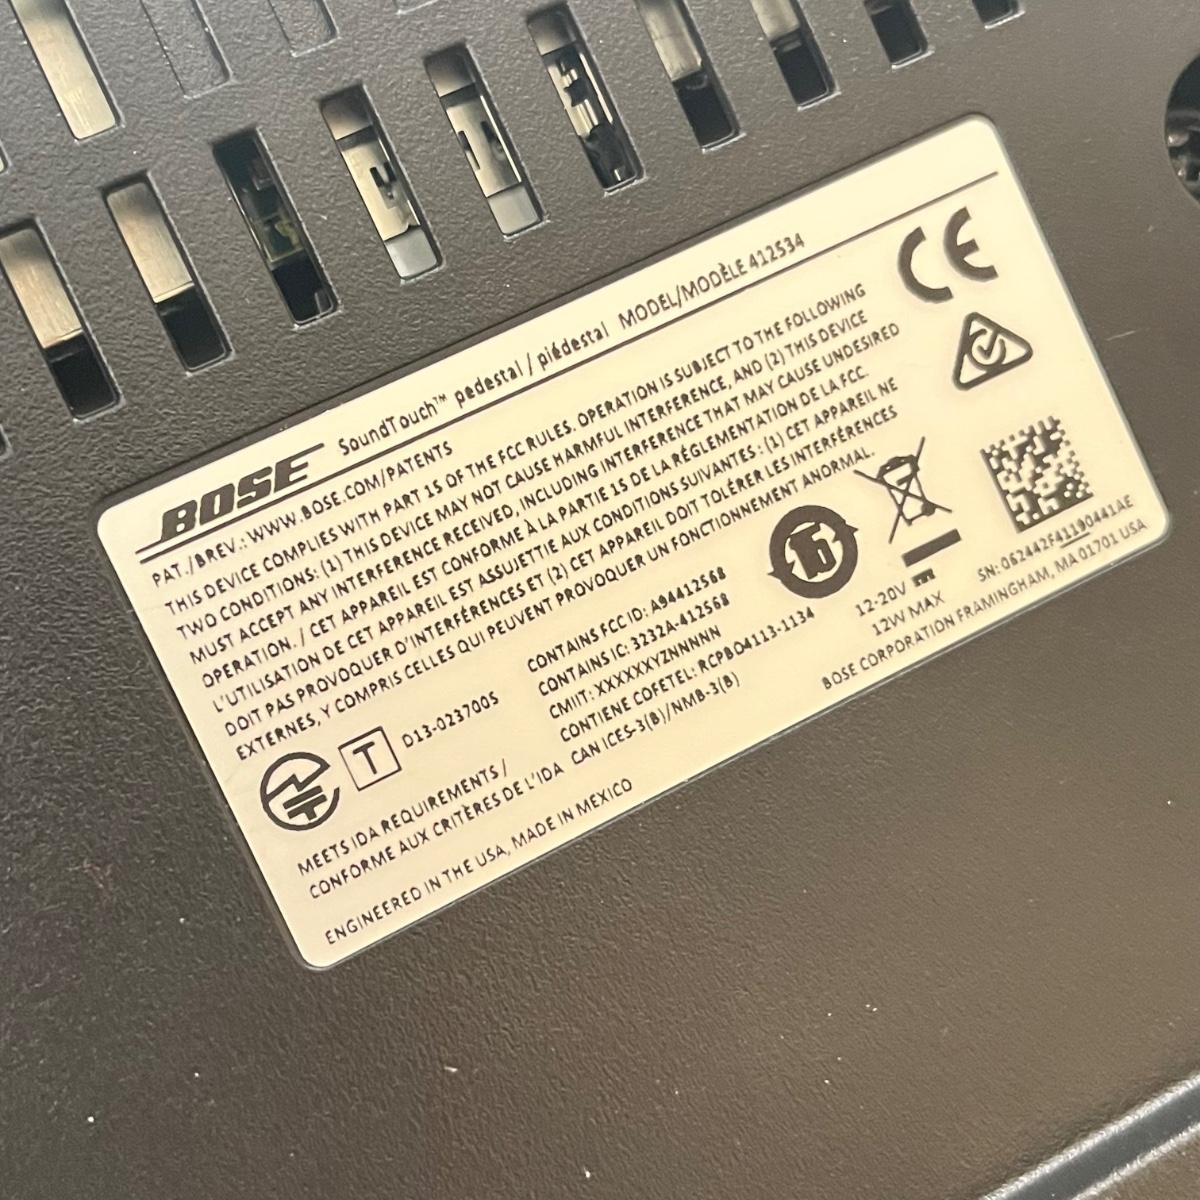 BOSE SoundTouch™ pedestal / piédestal MODEL/MODÈLE 412534
PAT./BREV.: WWW.BOSE.COM/PATENTS
THIS DEVICE COMPLIES WITH PART 15 OF THE FCC RULES. OPERATION IS SUBJECT TO THE FOLLOWING
TWO CONDITIONS: (1) THIS DEVICE MAY NOT CAUSE HARMFUL INTERFERENCE, AND (2) THIS DEVICE
MUST ACCEPT ANY INTERFERENCE RECEIVED, INCLUDING INTERFERENCE THAT MAY CAUSE UNDESIRED
OPERATION. / CET APPAREIL EST CONFORME À LA PARTIE 15 DE LA RÉGLEMENTATION DE LA FCC.
L'UTILISATION DE CET APPAREIL EST ASSUJETTIE AUX CONDITIONS SUIVANTES : (1) CET APPAREIL NE
DOIT PAS PROVOQUER D'INTERFÉRENCES ET (2) CET APPAREIL DOIT TOLÉRER LES INTERFÉRENCES
EXTERNES, Y COMPRIS CELLES QUI PEUVENT PROVOQUER UN FONCTIONNEMENT ANORMAL.
CE
T D13-0237005
MEETS IDA REQUIREMENTS /
CONFORME AUX CRITÈRES DE L'IDA
ENGINEERED IN THE USA, MADE IN MEXICO
CONTAINS FCC ID: A94412568
CONTAINS IC: 3232A-412568
CMIIT: XXXXXXYZNNNNN
CONTIENE COFETEL: RCPBO4113-1134
CAN ICES-3(B)/NMB-3(B)
15
12-20V
12W MAX
SN: 062442F41190441AE
BOSE CORPORATION FRAMINGHAM, MA 01701 USA